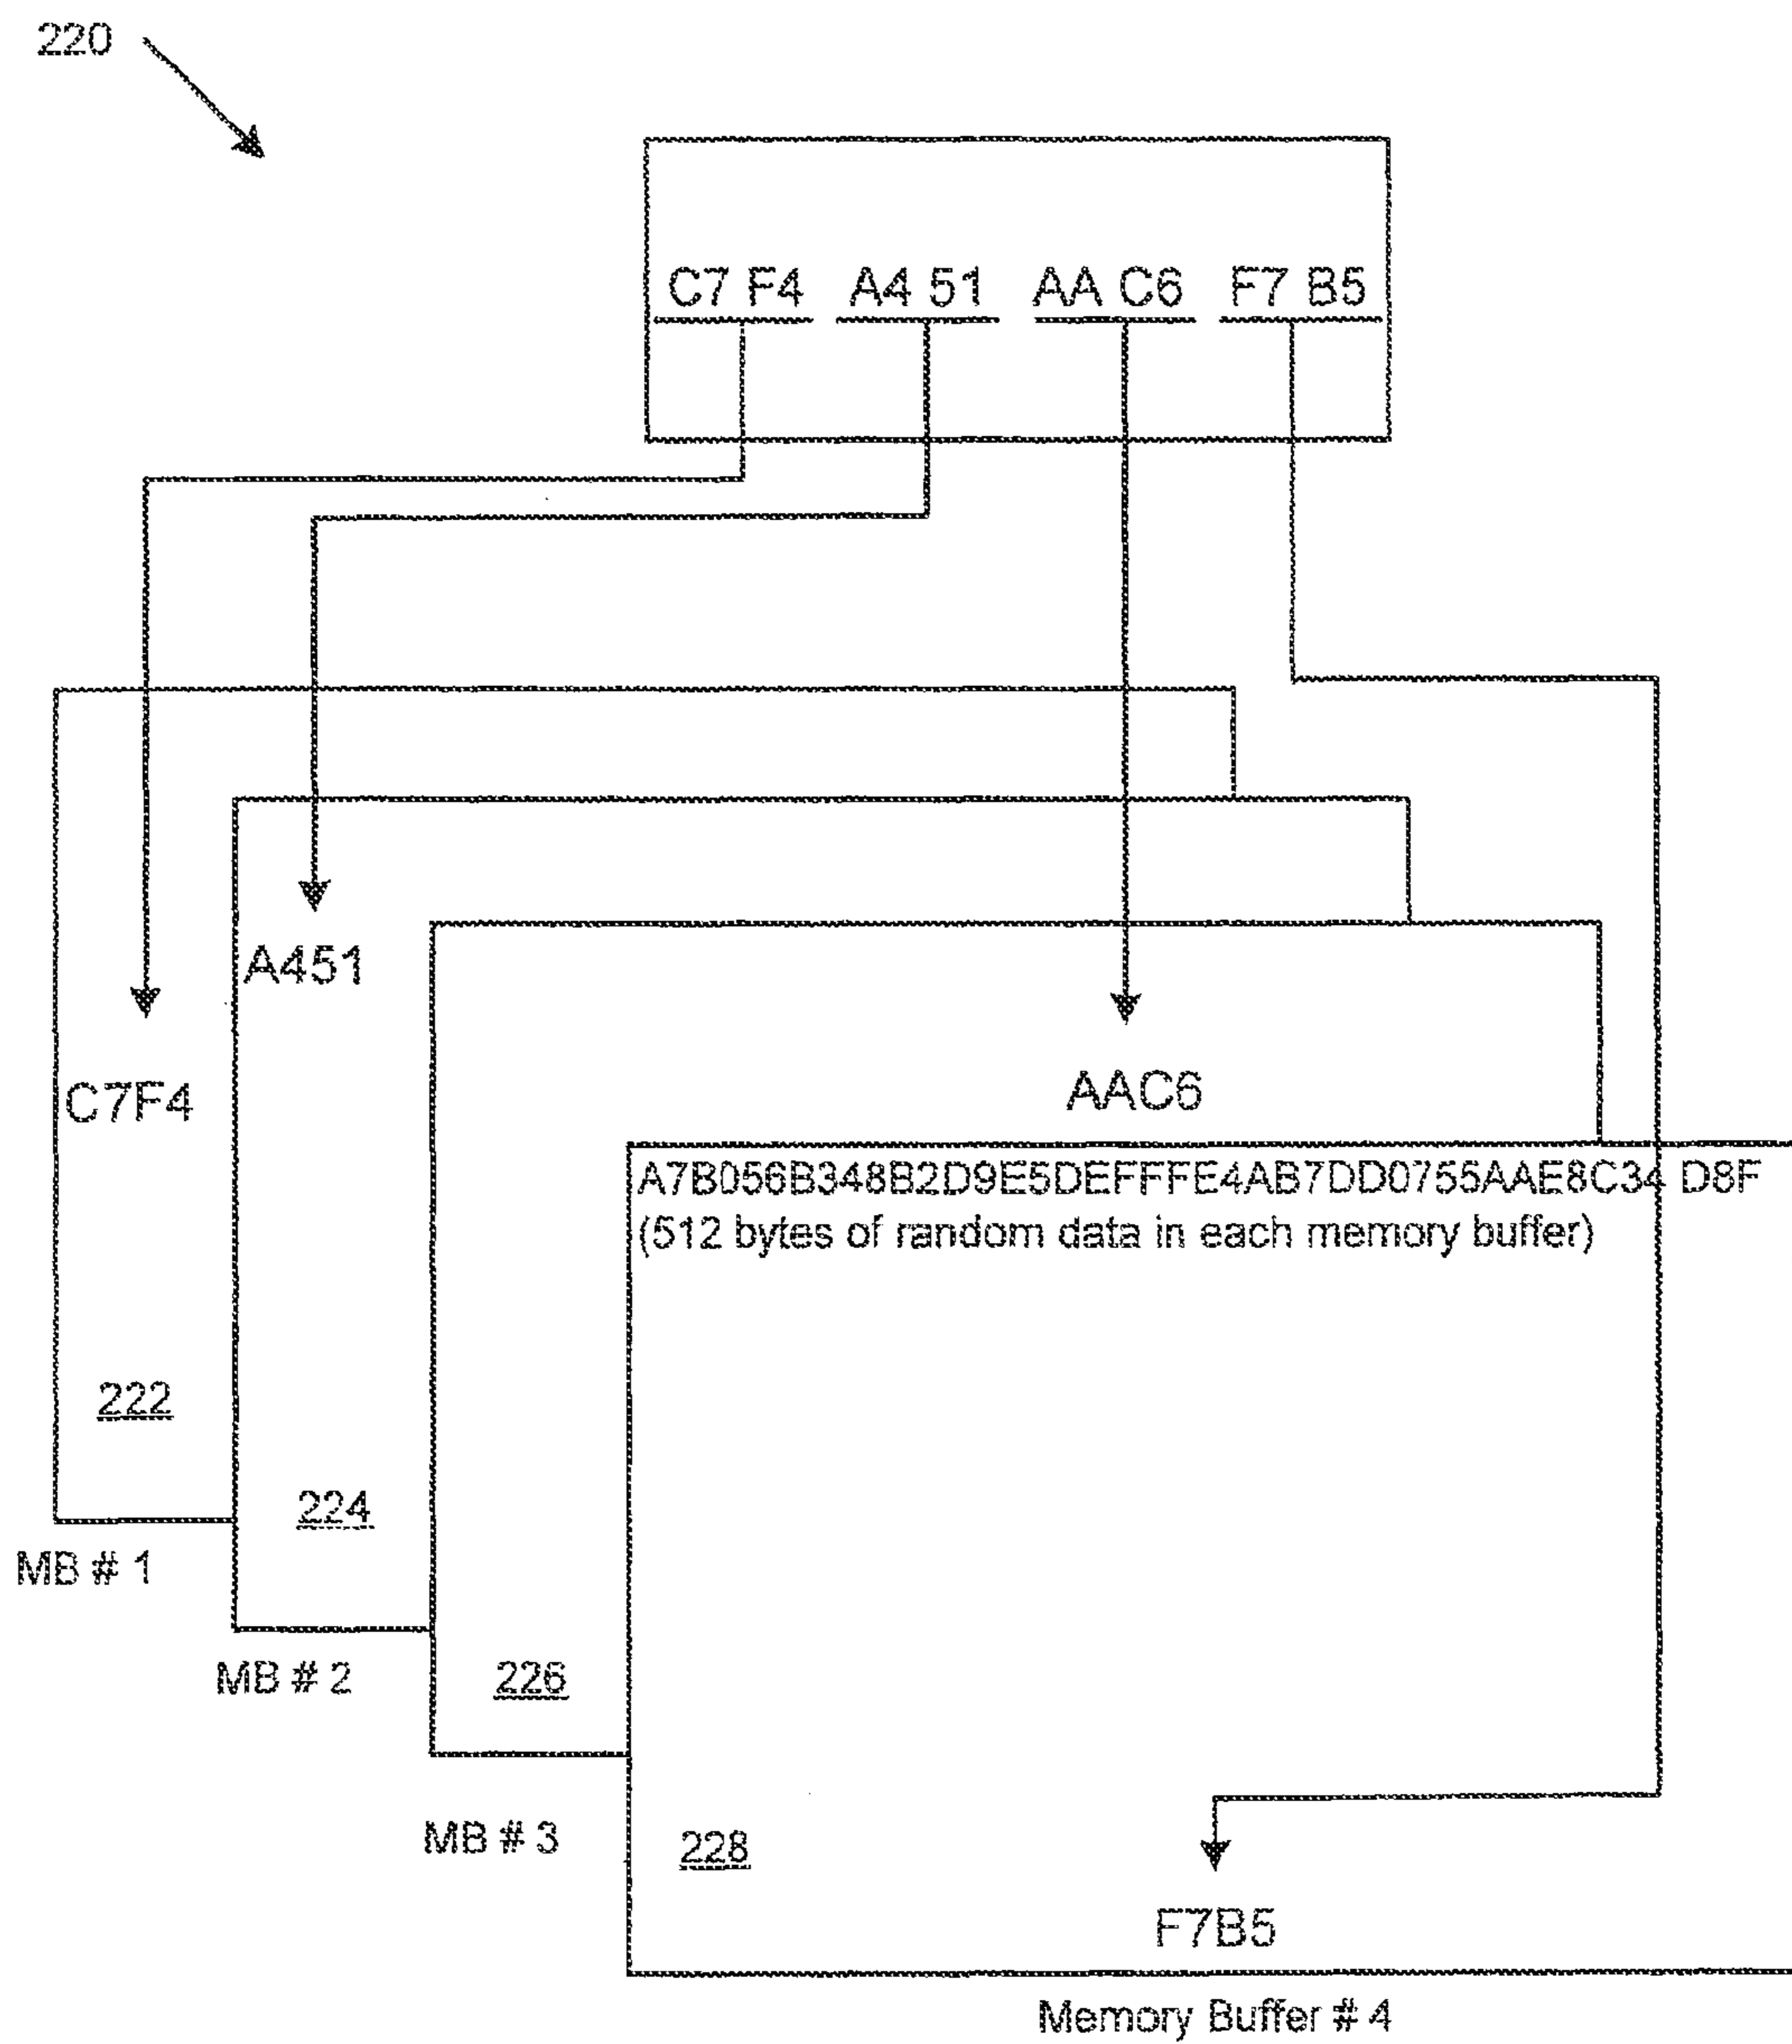 220
C7 F4 A4 51 AA C6 F7 B5
A451
C7F4
AAC6
A7B056B348B2D9E5DEFFFE4AB7DD0755AAE8C34 D8F
(512 bytes of random data in each memory buffer)
222
224
MB # 1
226
MB # 2
MB # 3
228
F7B5
Memory Buffer # 4